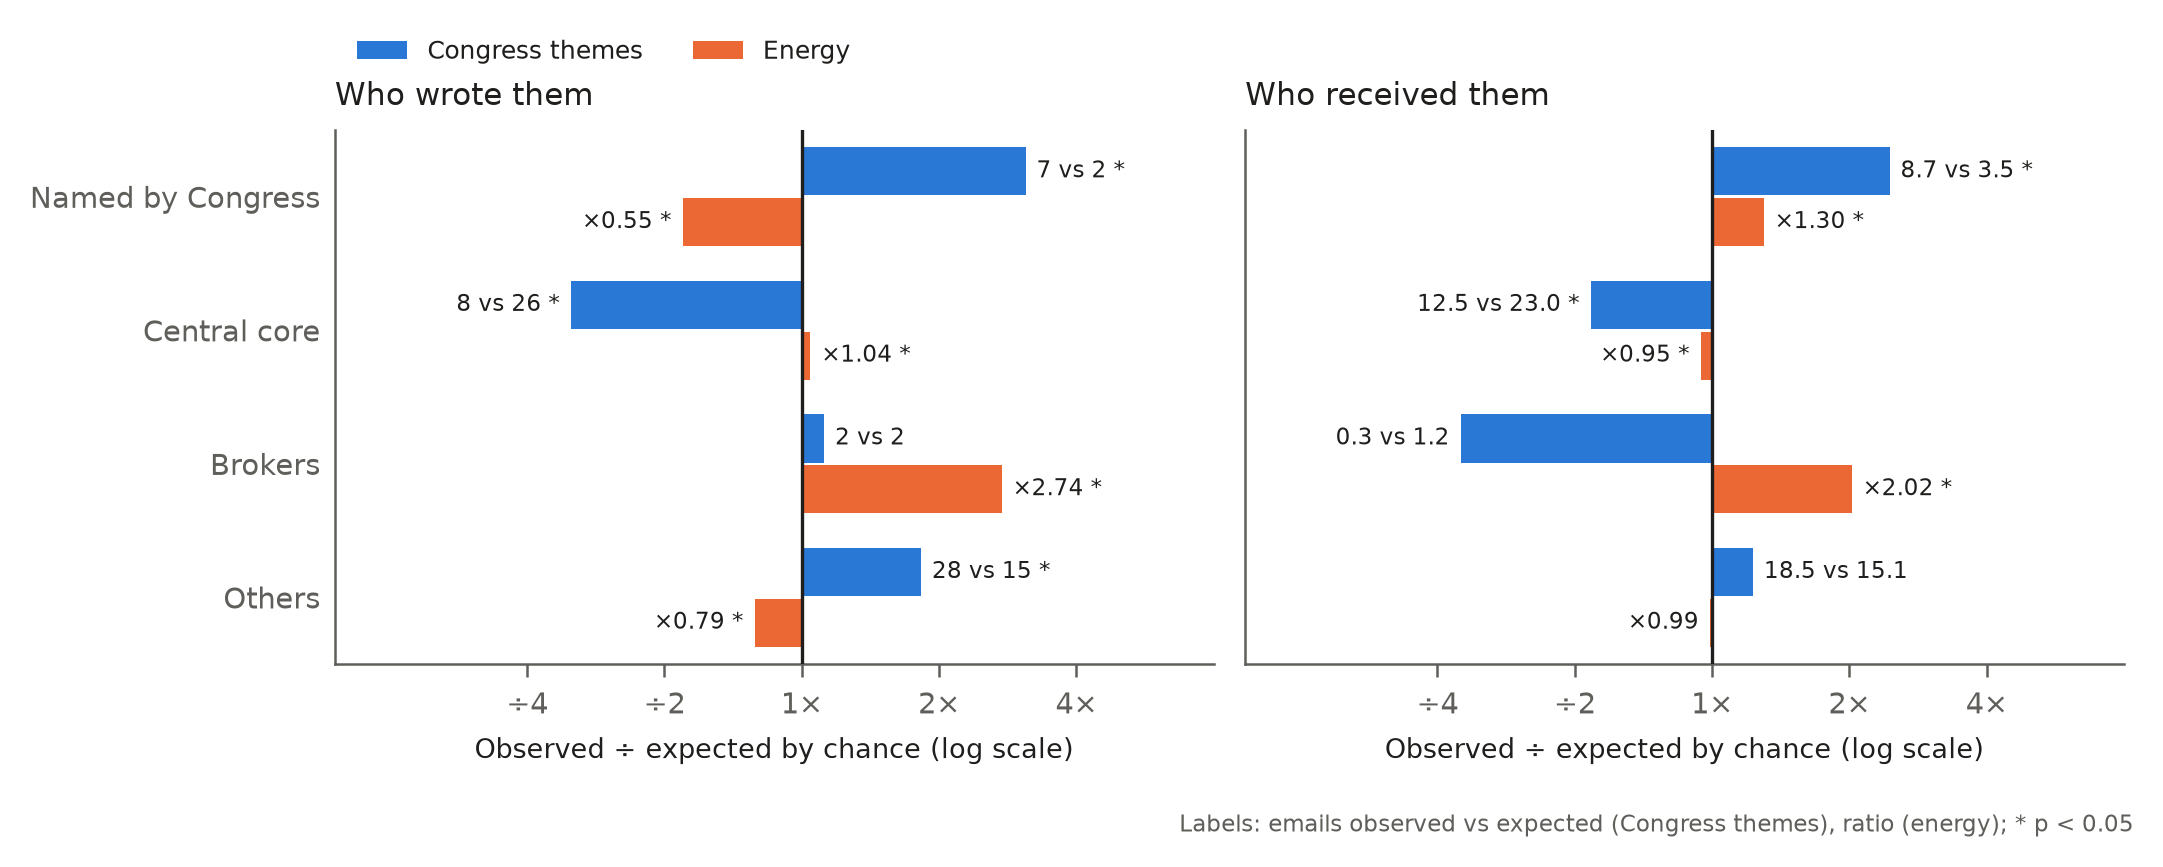 Congress themes Energy
Who wrote them
Who received them
Named by Congress
Central core
Brokers
Others
7 vs 2 *
×0.55 *
8 vs 26 *
×1.04 *
2 vs 2
×2.74 *
28 vs 15 *
×0.79 *
÷4 ÷2 1× 2× 4×
Observed ÷ expected by chance (log scale)
8.7 vs 3.5 *
×1.30 *
12.5 vs 23.0 *
×0.95 *
0.3 vs 1.2
×2.02 *
18.5 vs 15.1
×0.99
÷4 ÷2 1× 2× 4×
Observed ÷ expected by chance (log scale)
Labels: emails observed vs expected (Congress themes), ratio (energy); * p < 0.05